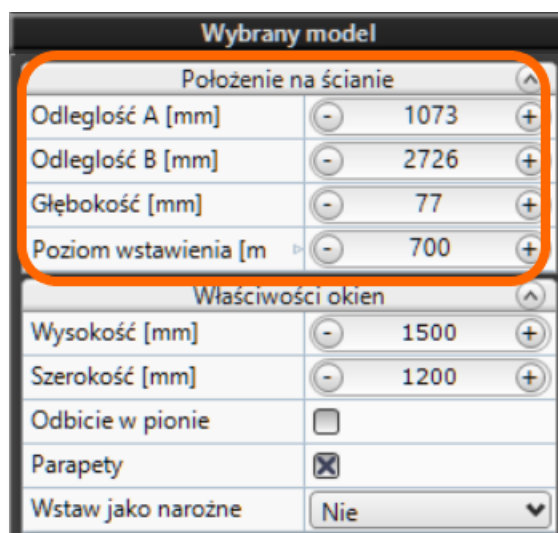 Wybrany model
Położenie na ścianie
Odległość A [mm] - 1073 +
Odległość B [mm] - 2726 +
Głębokość [mm] - 77 +
Poziom wstawienia [m - 700 +
Właściwości okien
Wysokość [mm] - 1500 +
Szerokość [mm] - 1200 +
Odbicie w pionie
Parapety
Wstaw jako narożne Nie